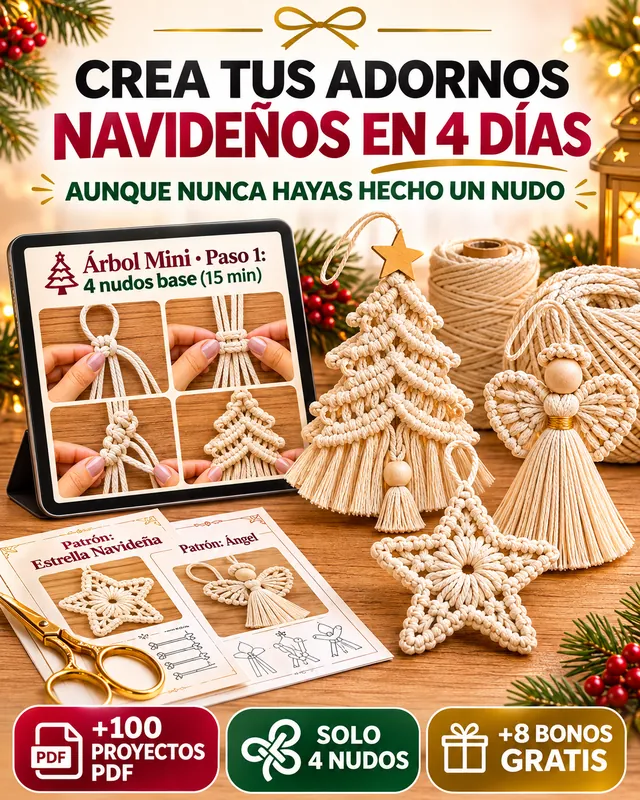 CREA TUS ADORNOS
NAVIDEÑOS EN 4 DÍAS
AUNQUE NUNCA HAYAS HECHO UN NUDO
Árbol Mini • Paso 1:
4 nudos base (15 min)
Patrón:
Estrella Navideña
Patrón: Ángel
PDF
+100
PROYECTOS
PDF
SOLO
4 NUDOS
+8 BONOS
GRATIS